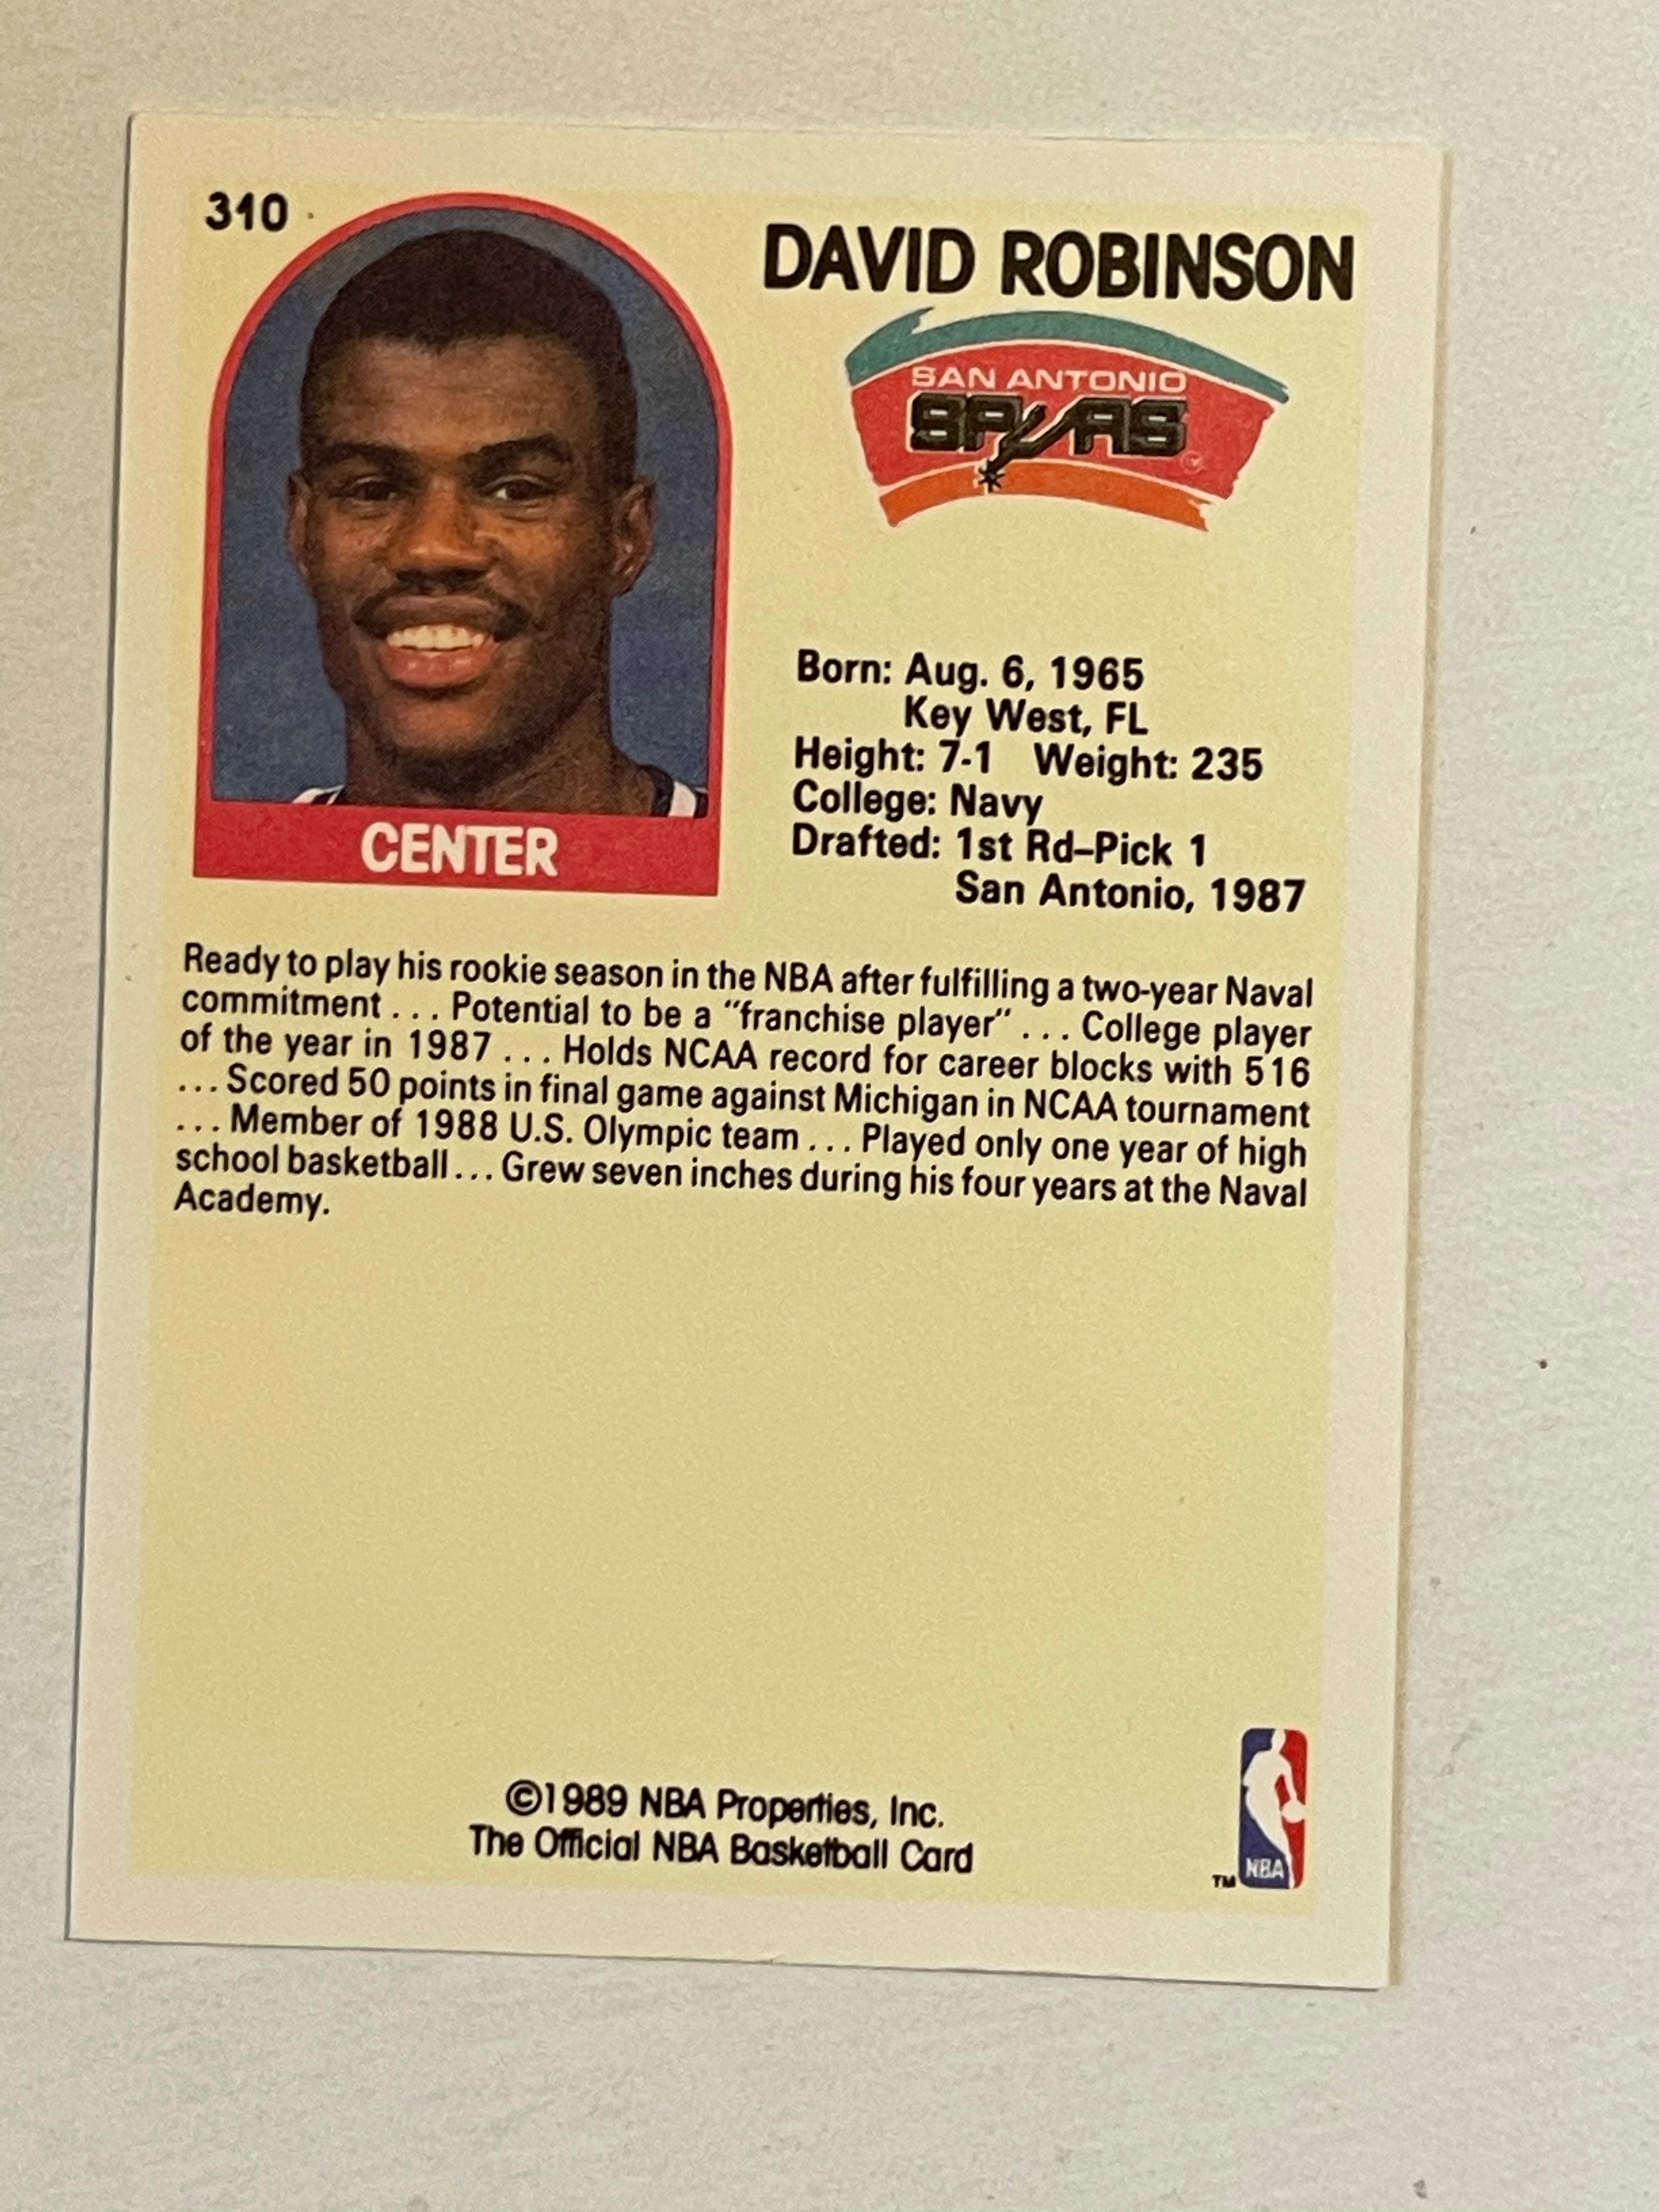 310
DAVID ROBINSON
SAN ANTONIO
SPURS
CENTER
Born: Aug. 6, 1965
Key West, FL
Height: 7-1 Weight: 235
College: Navy
Drafted: 1st Rd–Pick 1
San Antonio, 1987
Ready to play his rookie season in the NBA after fulfilling a two-year Naval
commitment . . . Potential to be a "franchise player" . . . College player
of the year in 1987 . . . Holds NCAA record for career blocks with 516
. . . Scored 50 points in final game against Michigan in NCAA tournament
. . . Member of 1988 U.S. Olympic team . . . Played only one year of high
school basketball . . . Grew seven inches during his four years at the Naval
Academy.
©1989 NBA Properties, Inc.
The Official NBA Basketball Card
TM NBA